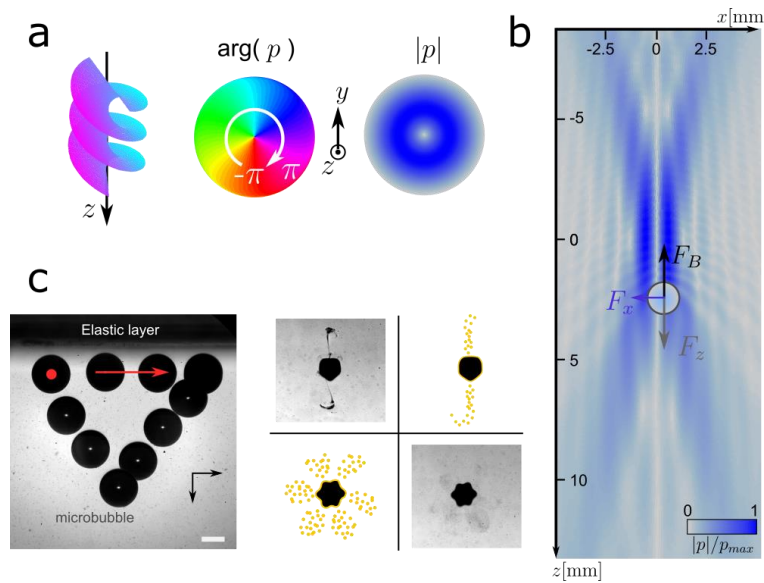 a
arg( p )
|p|
-π
π
y
z
z
b
x[mm
-2.5
0
2.5
-5
0
5
10
F_B
F_x
F_z
0
1
|p|/p_max
z[mm]
c
Elastic layer
microbubble